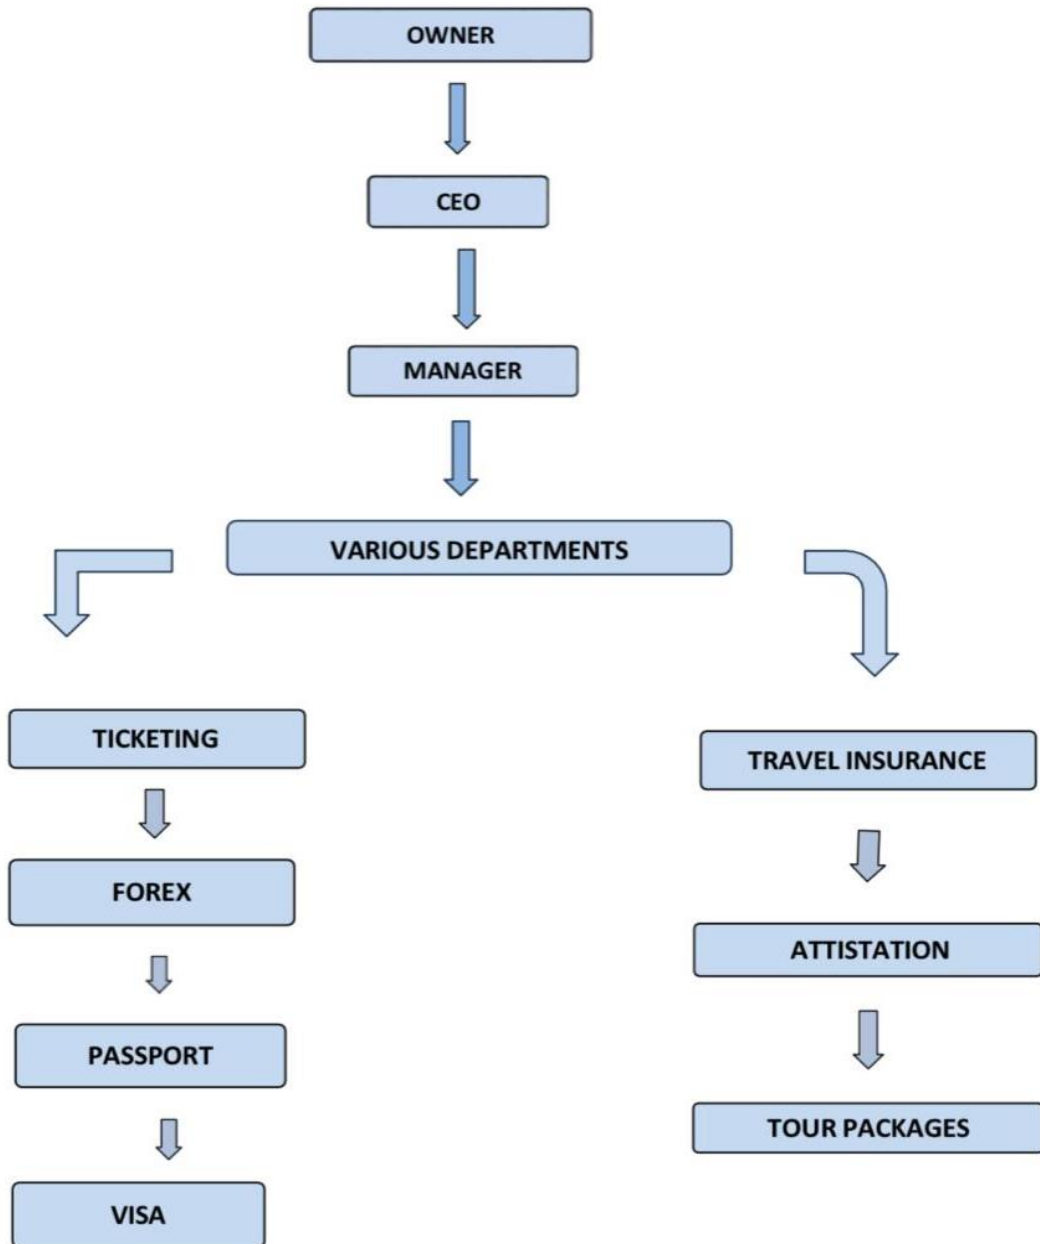 OWNER
CEO
MANAGER
VARIOUS DEPARTMENTS
TICKETING
FOREX
PASSPORT
VISA
TRAVEL INSURANCE
ATTISTATION
TOUR PACKAGES